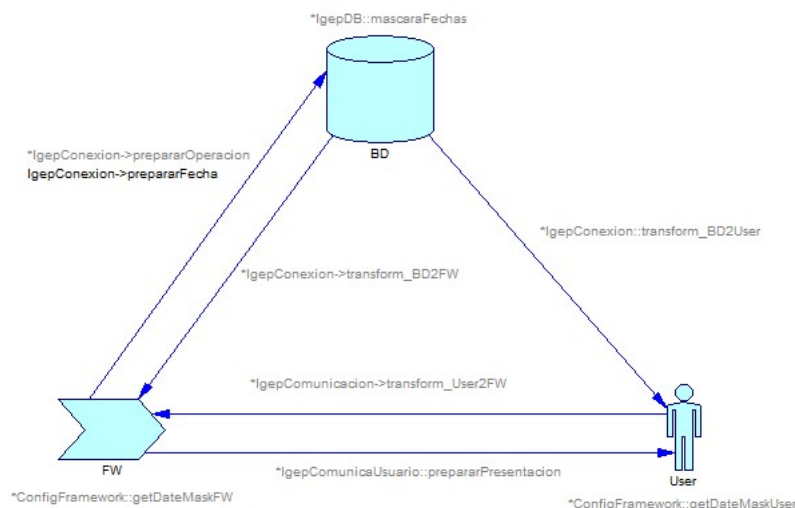 *IgepDB::mascaraFechas
*IgepConexion->prepararOperacion
IgepConexion->prepararFecha
BD
*IgepConexion::transform_BD2User
*IgepConexion->transform_BD2FW
*IgepComunicacion->transform_User2FW
FW
*IgepComunicaUsuario::prepararPresentacion
User
*ConfigFramework::getDateMaskFW
*ConfigFramework::getDateMaskUser